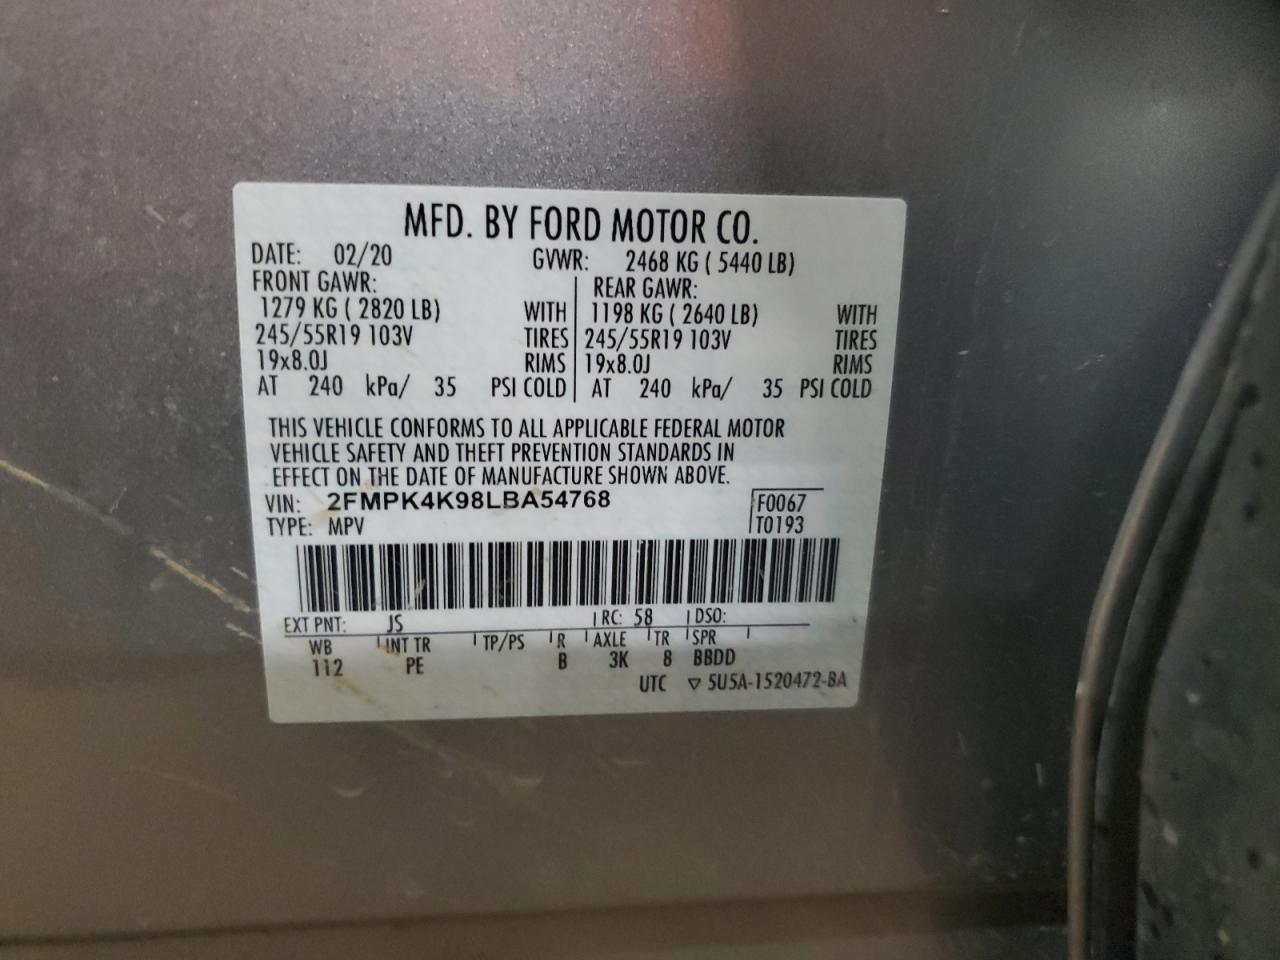 MFD. BY FORD MOTOR CO.
DATE: 02/20 GVWR: 2468 KG ( 5440 LB)
FRONT GAWR: REAR GAWR:
1279 KG ( 2820 LB) WITH 1198 KG ( 2640 LB) WITH
245/55R19 103V TIRES 245/55R19 103V TIRES
19x8.0J RIMS 19x8.0J RIMS
AT 240 kPa/ 35 PSI COLD AT 240 kPa/ 35 PSI COLD
THIS VEHICLE CONFORMS TO ALL APPLICABLE FEDERAL MOTOR
VEHICLE SAFETY AND THEFT PREVENTION STANDARDS IN
EFFECT ON THE DATE OF MANUFACTURE SHOWN ABOVE.
VIN: 2FMPK4K98LBA54768 F0067
TYPE: MPV T0193
EXT PNT: JS RC: 58 DSO:
WB INT TR TP/PS R AXLE TR SPR
112 PE B 3K 8 BBDD
UTC ▽ 5U5A-1520472-BA